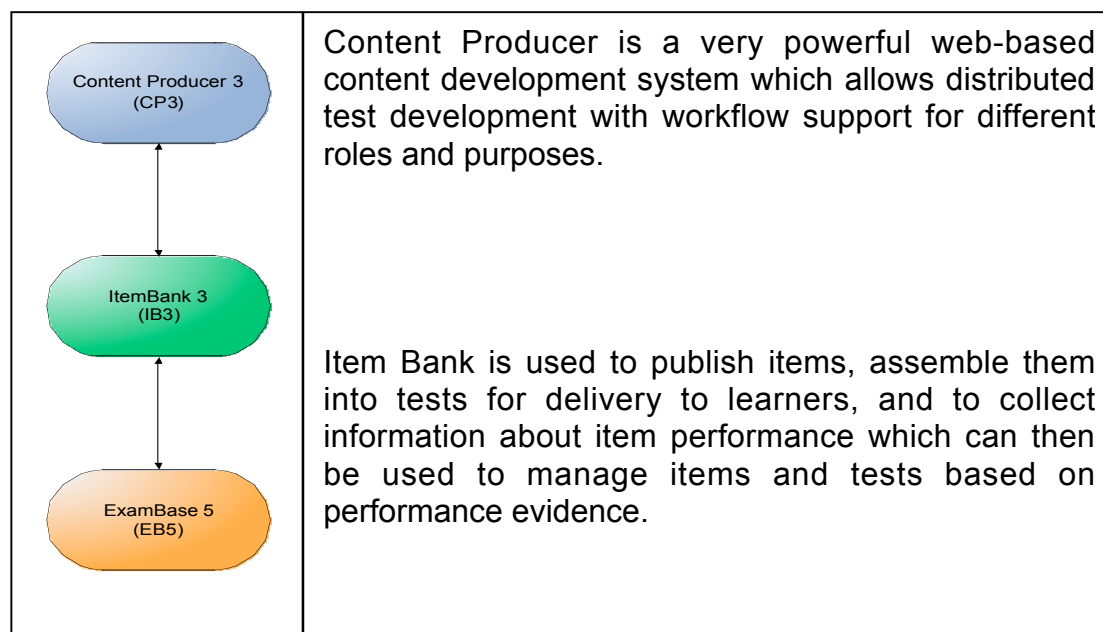 Content Producer 3
(CP3)
Content Producer is a very powerful web-based
content development system which allows distributed
test development with workflow support for different
roles and purposes.
ItemBank 3
(IB3)
Item Bank is used to publish items, assemble them
into tests for delivery to learners, and to collect
information about item performance which can then
be used to manage items and tests based on
performance evidence.
ExamBase 5
(EB5)